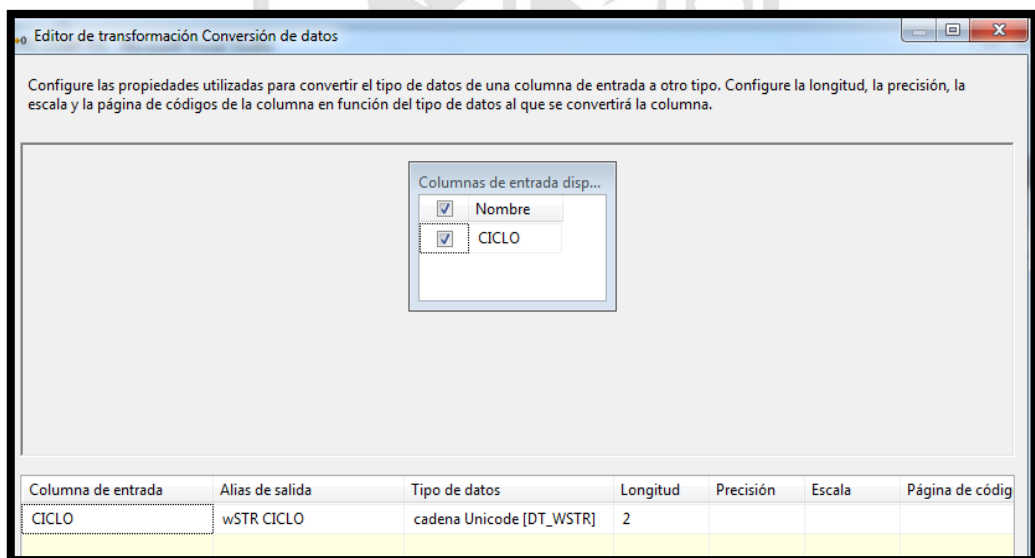 Editor de transformación Conversión de datos
Configure las propiedades utilizadas para convertir el tipo de datos de una columna de entrada a otro tipo. Configure la longitud, la precisión, la
escala y la página de códigos de la columna en función del tipo de datos al que se convertirá la columna.
Columnas de entrada disp...
Nombre
CICLO
Columna de entrada Alias de salida Tipo de datos Longitud Precisión Escala Página de códig
CICLO wSTR CICLO cadena Unicode [DT_WSTR] 2